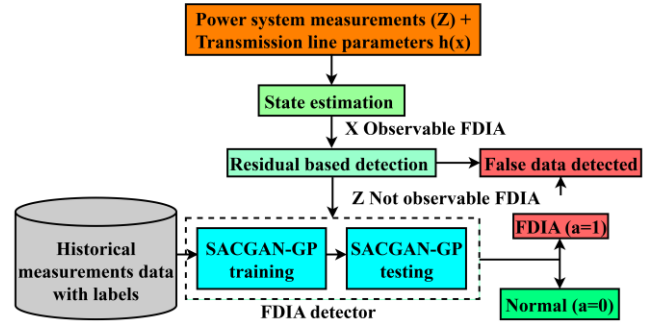 Power system measurements (Z) +
Transmission line parameters h(x)
State estimation
X Observable FDIA
Residual based detection
False data detected
Z Not observable FDIA
Historical
measurements data
with labels
SACGAN-GP
training
SACGAN-GP
testing
FDIA detector
FDIA (a=1)
Normal (a=0)